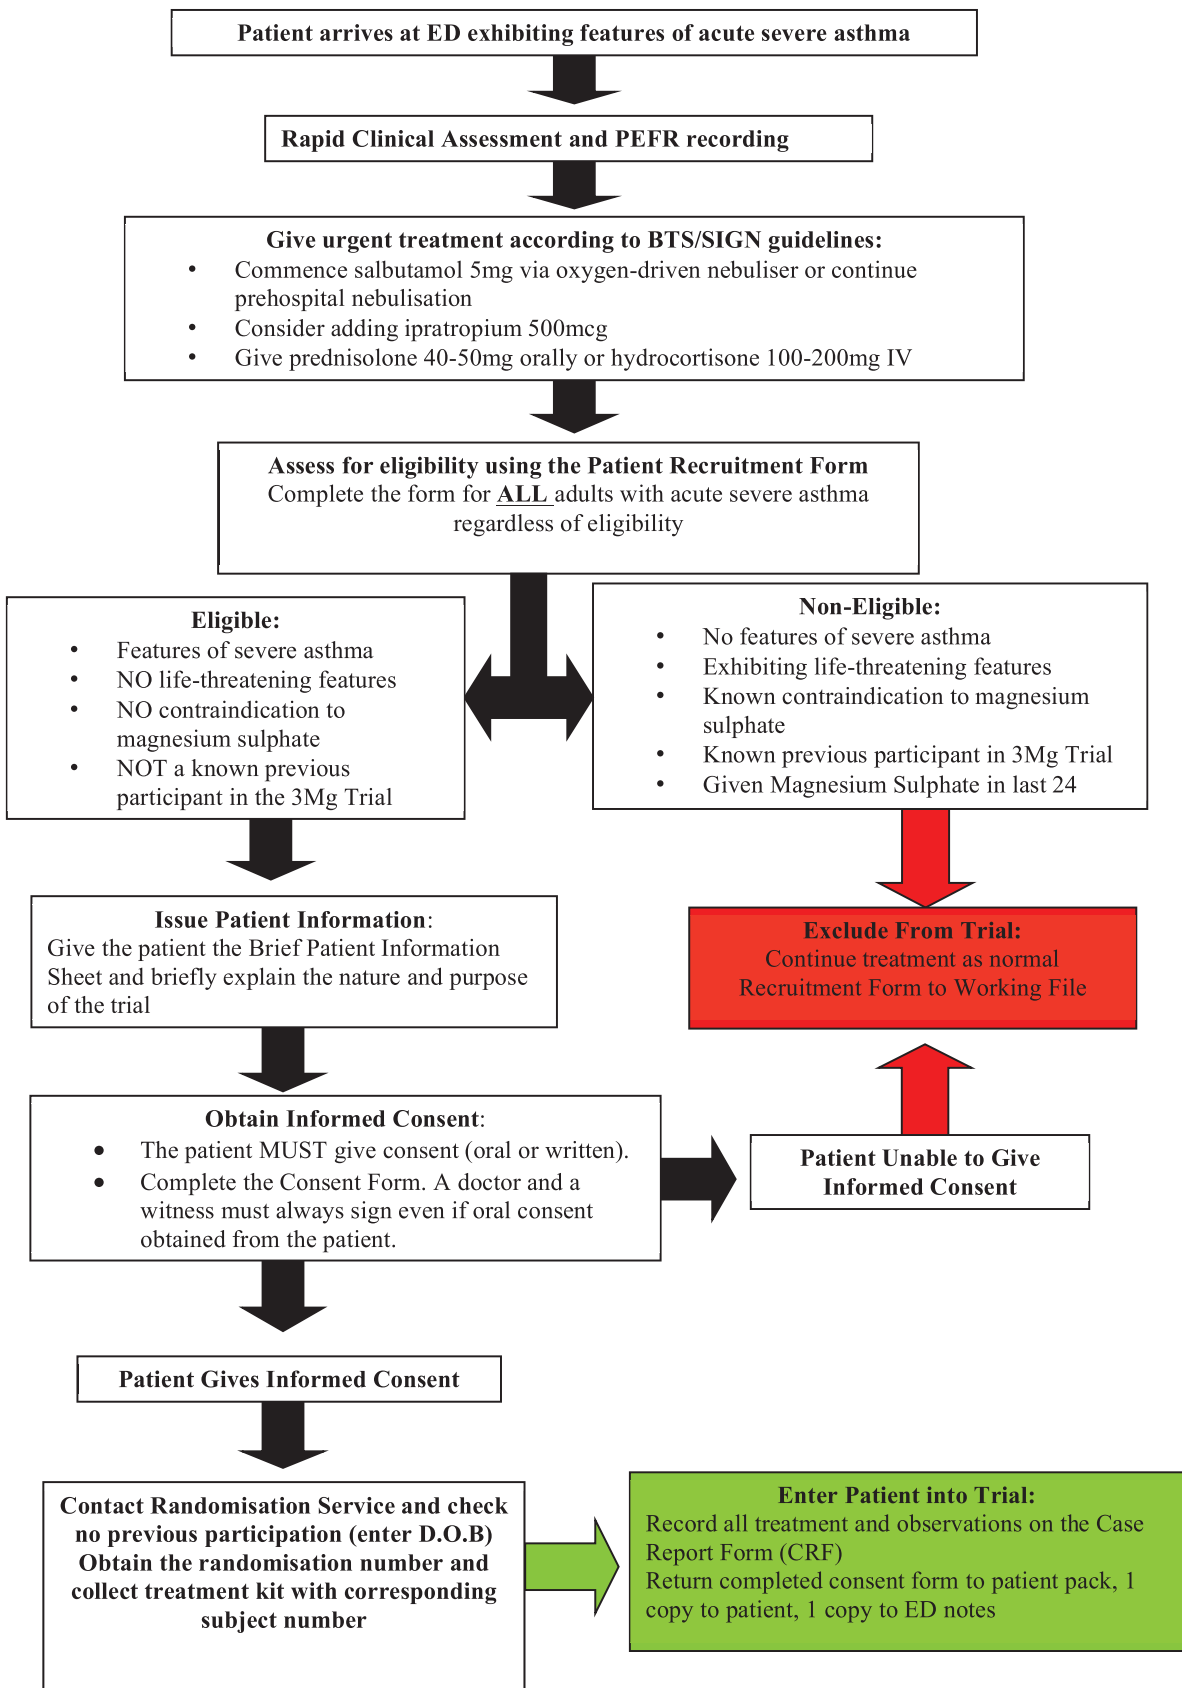 Patient arrives at ED exhibiting features of acute severe asthma
Rapid Clinical Assessment and PEFR recording
Give urgent treatment according to BTS/SIGN guidelines:
• Commence salbutamol 5mg via oxygen-driven nebuliser or continue
prehospital nebulisation
• Consider adding ipratropium 500mcg
• Give prednisolone 40-50mg orally or hydrocortisone 100-200mg IV
Assess for eligibility using the Patient Recruitment Form
Complete the form for ALL adults with acute severe asthma
regardless of eligibility
Eligible:
• Features of severe asthma
• NO life-threatening features
• NO contraindication to
magnesium sulphate
• NOT a known previous
participant in the 3Mg Trial
Non-Eligible:
• No features of severe asthma
• Exhibiting life-threatening features
• Known contraindication to magnesium
sulphate
• Known previous participant in 3Mg Trial
• Given Magnesium Sulphate in last 24
Issue Patient Information:
Give the patient the Brief Patient Information
Sheet and briefly explain the nature and purpose
of the trial
Exclude From Trial:
Continue treatment as normal
Recruitment Form to Working File
Obtain Informed Consent:
• The patient MUST give consent (oral or written).
• Complete the Consent Form. A doctor and a
witness must always sign even if oral consent
obtained from the patient.
Patient Unable to Give
Informed Consent
Patient Gives Informed Consent
Contact Randomisation Service and check
no previous participation (enter D.O.B)
Obtain the randomisation number and
collect treatment kit with corresponding
subject number
Enter Patient into Trial:
Record all treatment and observations on the Case
Report Form (CRF)
Return completed consent form to patient pack, 1
copy to patient, 1 copy to ED notes